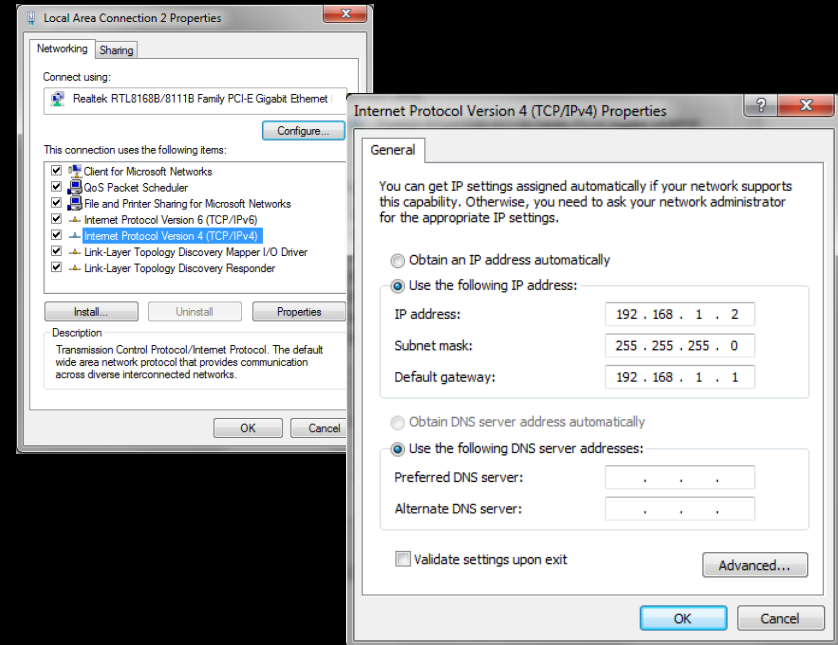 Local Area Connection 2 Properties
Networking
Sharing
Connect using:
Realtek RTL8168B/8111B Family PCI-E Gigabit Ethernet
Configure...
This connection uses the following items:
Client for Microsoft Networks
QoS Packet Scheduler
File and Printer Sharing for Microsoft Networks
Internet Protocol Version 6 (TCP/IPv6)
Internet Protocol Version 4 (TCP/IPv4)
Link-Layer Topology Discovery Mapper I/O Driver
Link-Layer Topology Discovery Responder
Install...
Uninstall
Properties
Description
Transmission Control Protocol/Internet Protocol. The default
wide area network protocol that provides communication
across diverse interconnected networks.
OK
Cancel
Internet Protocol Version 4 (TCP/IPv4) Properties
General
You can get IP settings assigned automatically if your network supports
this capability. Otherwise, you need to ask your network administrator
for the appropriate IP settings.
Obtain an IP address automatically
Use the following IP address:
IP address: 192 . 168 . 1 . 2
Subnet mask: 255 . 255 . 255 . 0
Default gateway: 192 . 168 . 1 . 1
Obtain DNS server address automatically
Use the following DNS server addresses:
Preferred DNS server: . . .
Alternate DNS server: . . .
Validate settings upon exit
Advanced...
OK
Cancel